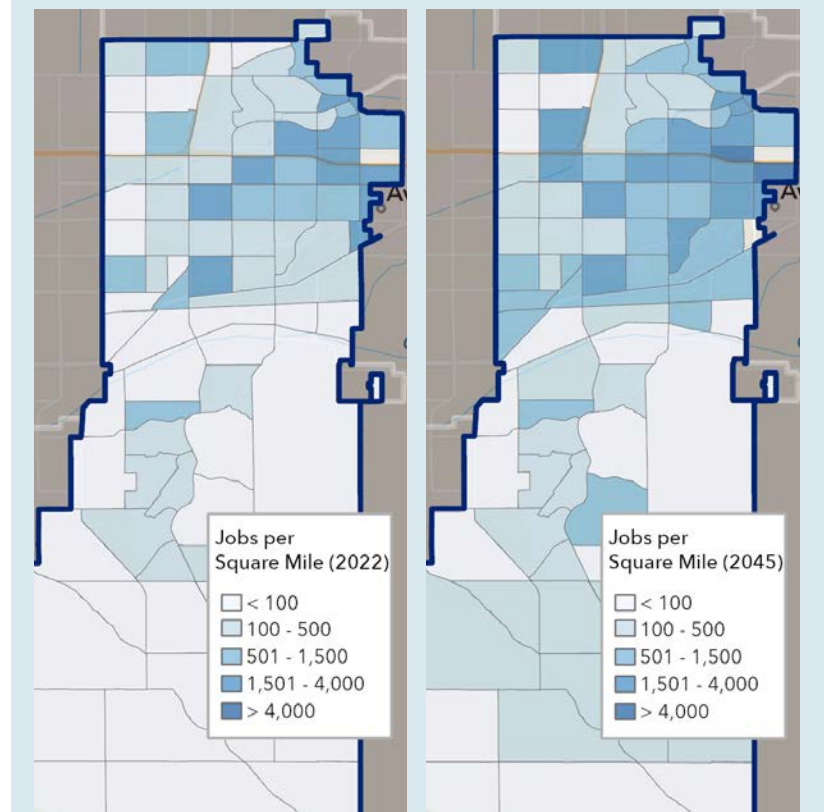 Av
Jobs per
Square Mile (2022)
< 100
100 - 500
501 - 1,500
1,501 - 4,000
> 4,000
Av
Jobs per
Square Mile (2045)
< 100
100 - 500
501 - 1,500
1,501 - 4,000
> 4,000